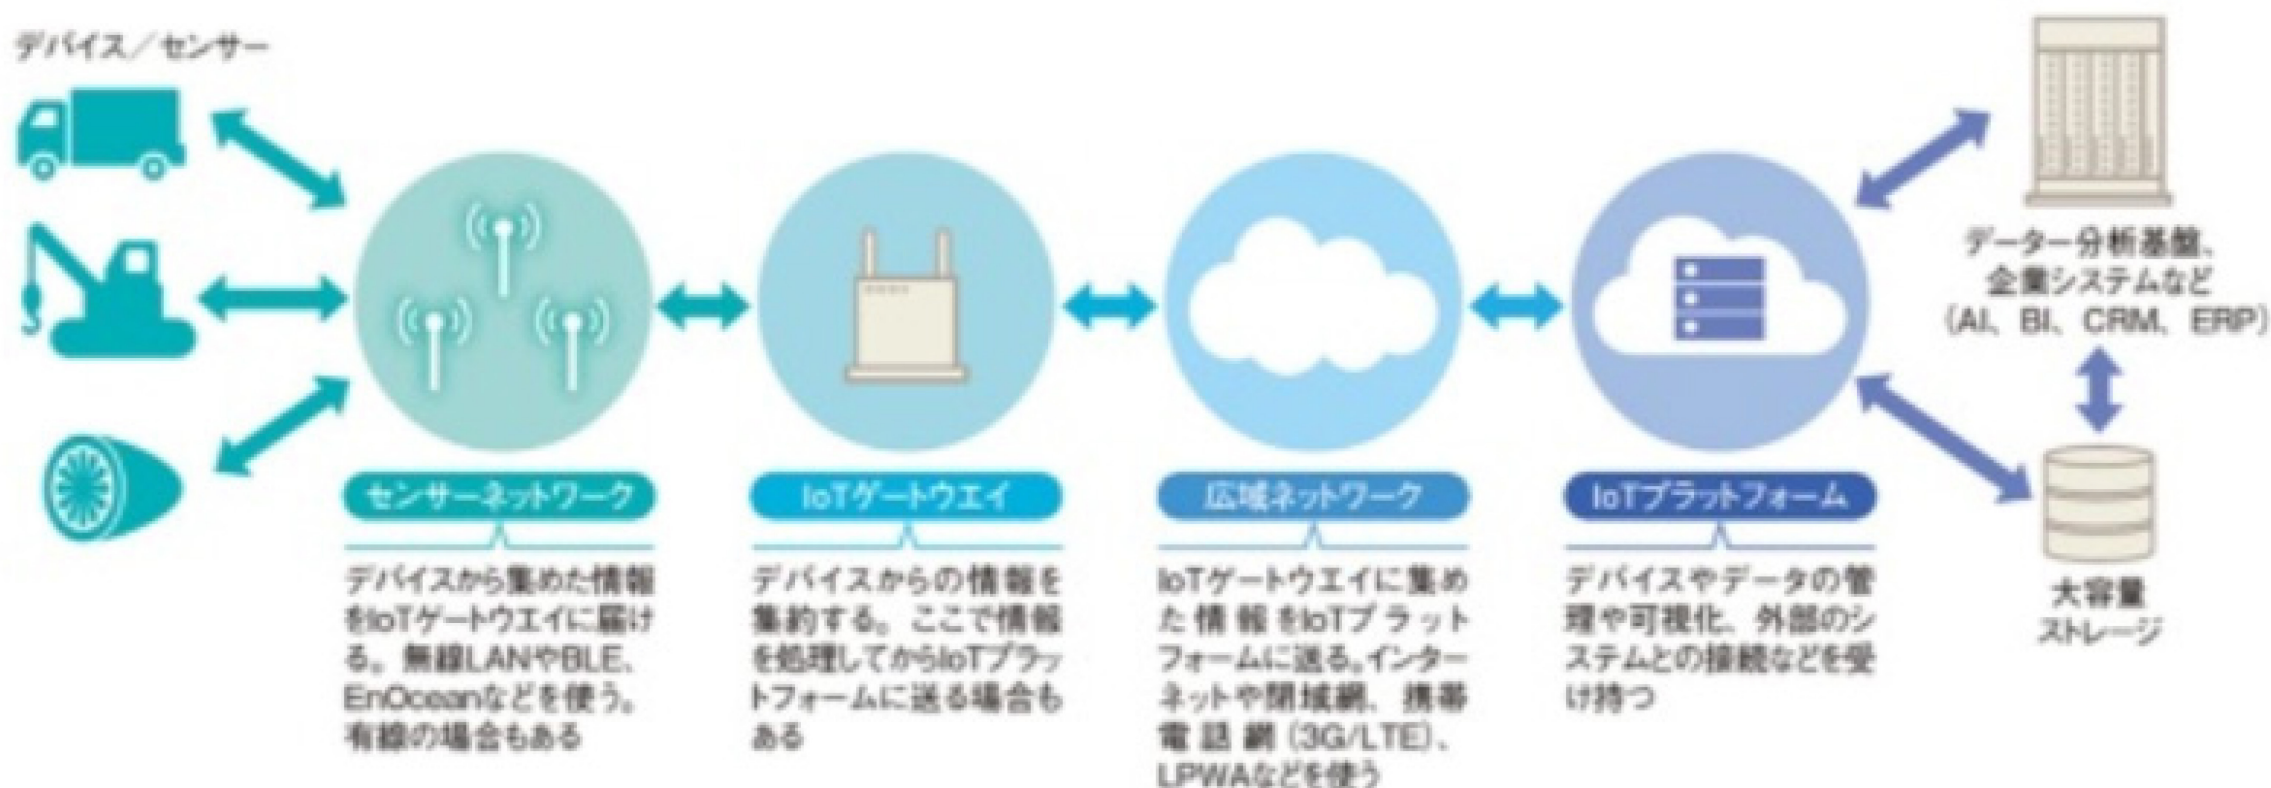 デバイス／センサー
センサーネットワーク
デバイスから集めた情報
をIoTゲートウエイに届け
る。無線LANやBLE、
EnOceanなどを使う。
有線の場合もある
IoTゲートウエイ
デバイスからの情報を
集約する。ここで情報
を処理してからIoTプラッ
トフォームに送る場合も
ある
広域ネットワーク
IoTゲートウエイに集め
た情報をIoTプラット
フォームに送る。インター
ネットや閉域網、携帯
電話網（3G/LTE）、
LPWAなどを使う
IoTプラットフォーム
デバイスやデータの管
理や可視化、外部のシ
ステムとの接続などを受
け持つ
データー分析基盤、
企業システムなど
（AI、BI、CRM、ERP）
大容量
ストレージ